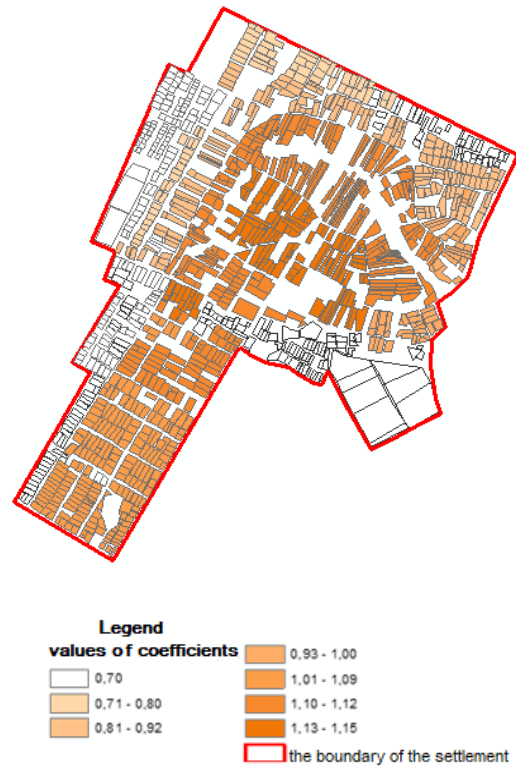 Legend
values of coefficients
0,70
0,71 - 0,80
0,81 - 0,92
0,93 - 1,00
1,01 - 1,09
1,10 - 1,12
1,13 - 1,15
the boundary of the settlement